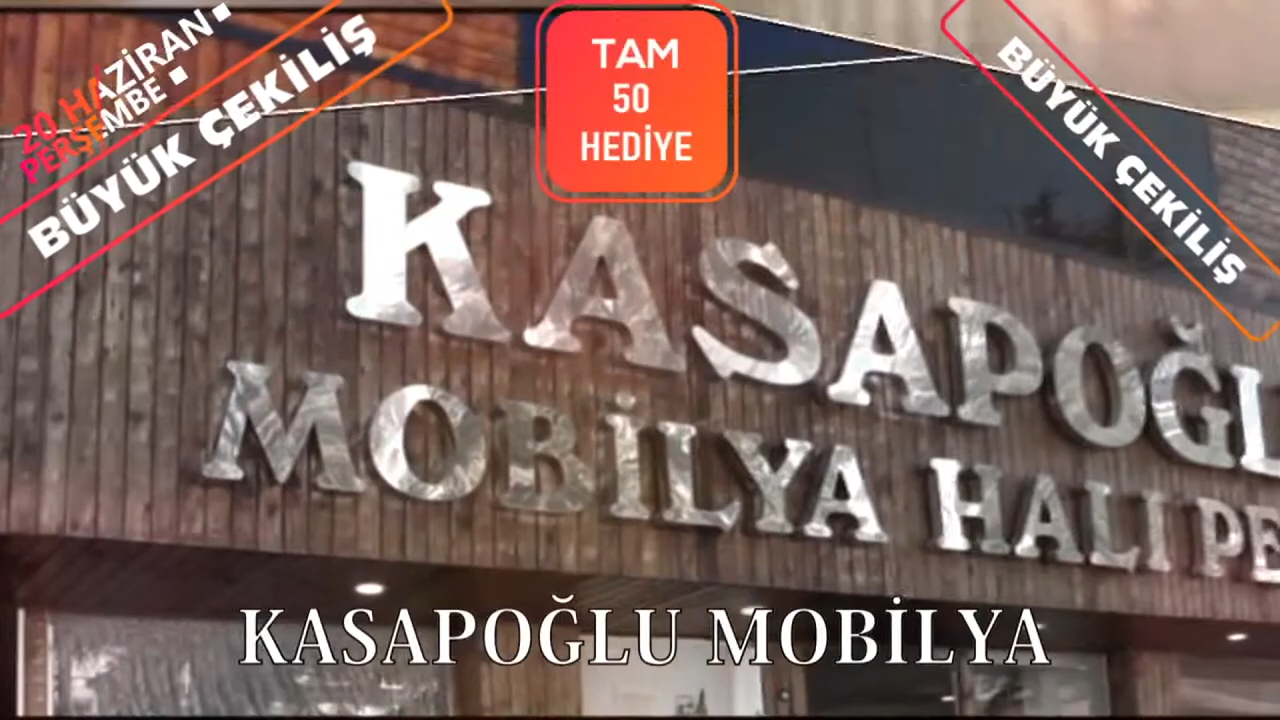 20 HAZİRAN
PERŞEMBE
BÜYÜK ÇEKİLİŞ
TAM
50
HEDİYE
BÜYÜK ÇEKİLİŞ
KASAPOĞL
MOBİLYA HALI PE
KASAPOĞLU MOBİLYA